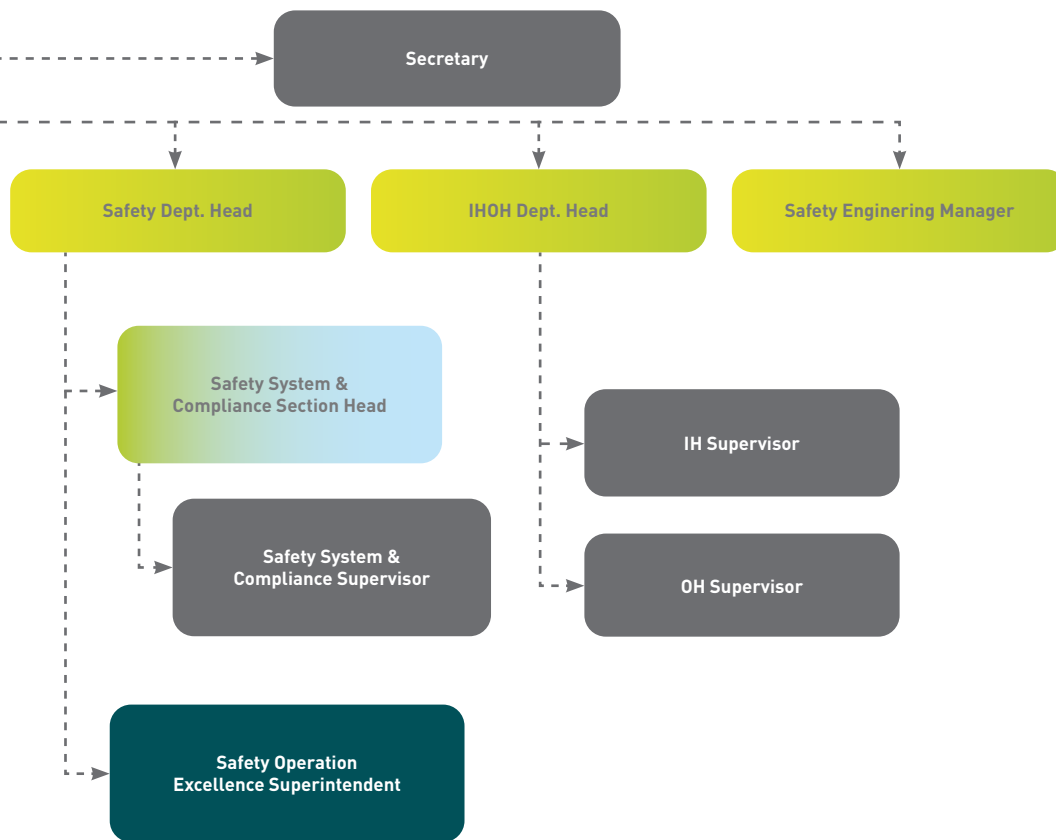 Secretary
Safety Dept. Head
IHOH Dept. Head
Safety Enginering Manager
Safety System &
Compliance Section Head
IH Supervisor
Safety System &
Compliance Supervisor
OH Supervisor
Safety Operation
Excellence Superintendent